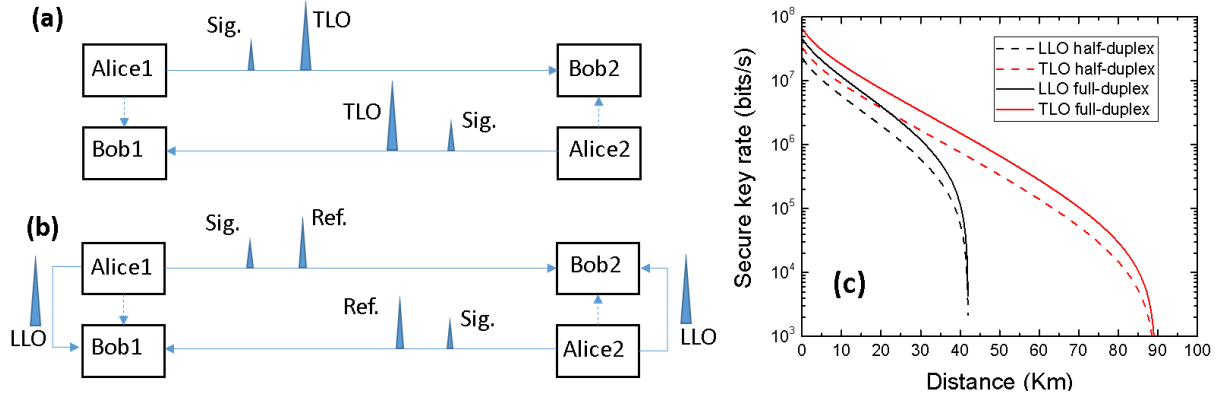 (a)
Sig.
TLO
Alice1
Bob2
TLO
Sig.
Bob1
Alice2
(b)
Sig.
Ref.
Alice1
Bob2
Ref.
Sig.
LLO
Bob1
Alice2
LLO
Secure key rate (bits/s)
10^8
10^7
10^6
10^5
10^4
10^3
LLO half-duplex
TLO half-duplex
LLO full-duplex
TLO full-duplex
(c)
0 10 20 30 40 50 60 70 80 90 100
Distance (Km)